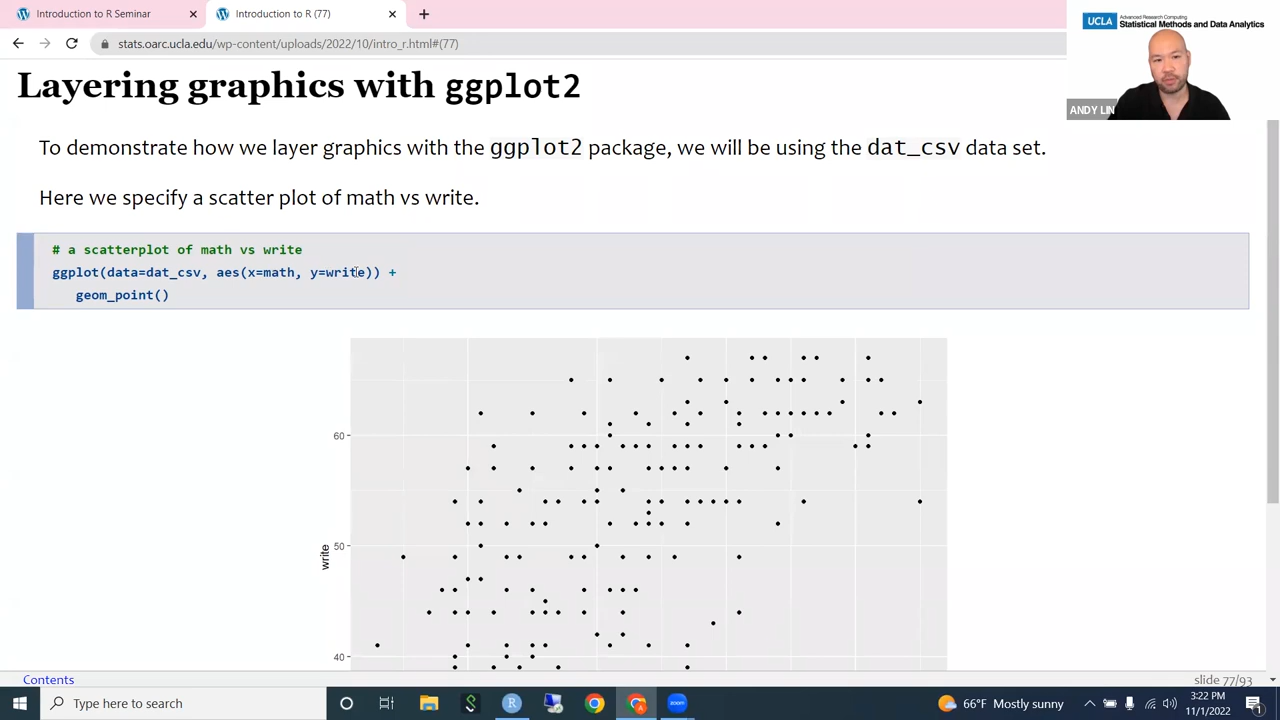 Introduction to R Seminar
Introduction to R (77)
stats.oarc.ucla.edu/wp-content/uploads/2022/10/intro_r.html#(77)
UCLA
Advanced Research Computing
Statistical Methods and Data Analytics
ANDY LIN
Layering graphics with ggplot2
To demonstrate how we layer graphics with the ggplot2 package, we will be using the dat_csv data set.
Here we specify a scatter plot of math vs write.
# a scatterplot of math vs write
ggplot(data=dat_csv, aes(x=math, y=write)) +
geom_point()
60
50
40
write
Contents
slide 77/93
Type here to search
zoom
66°F Mostly sunny
3:22 PM
11/1/2022
1